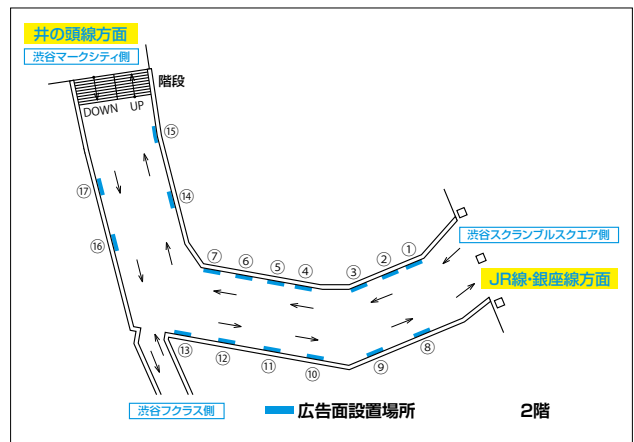 井の頭線方面
渋谷マークシティ側
階段
DOWN UP
⑮
⑰
⑭
⑯
⑦
⑥
⑤
④
③
②
①
渋谷スクランブルスクエア側
JR線・銀座線方面
⑬
⑫
⑪
⑩
⑨
⑧
渋谷フクラス側
広告面設置場所
2階